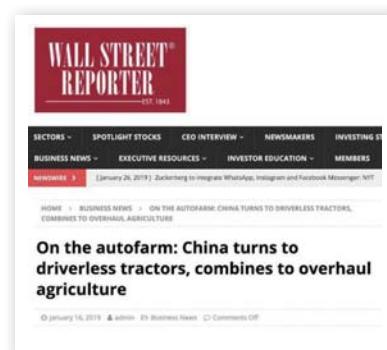 WALL STREET®
REPORTER
EST. 1843
SECTORS SPOTLIGHT STOCKS CEO INTERVIEW NEWSMAKERS INVESTING ST
BUSINESS NEWS EXECUTIVE RESOURCES INVESTOR EDUCATION MEMBERS
NEWSWIRE [January 26, 2019 ] Zuckerberg to integrate WhatsApp, Instagram and Facebook Messenger: NYT
HOME > BUSINESS NEWS > ON THE AUTOFARM: CHINA TURNS TO DRIVERLESS TRACTORS,
COMBINES TO OVERHAUL AGRICULTURE
On the autofarm: China turns to
driverless tractors, combines to overhaul
agriculture
January 16, 2019 admin Business News Comments Off